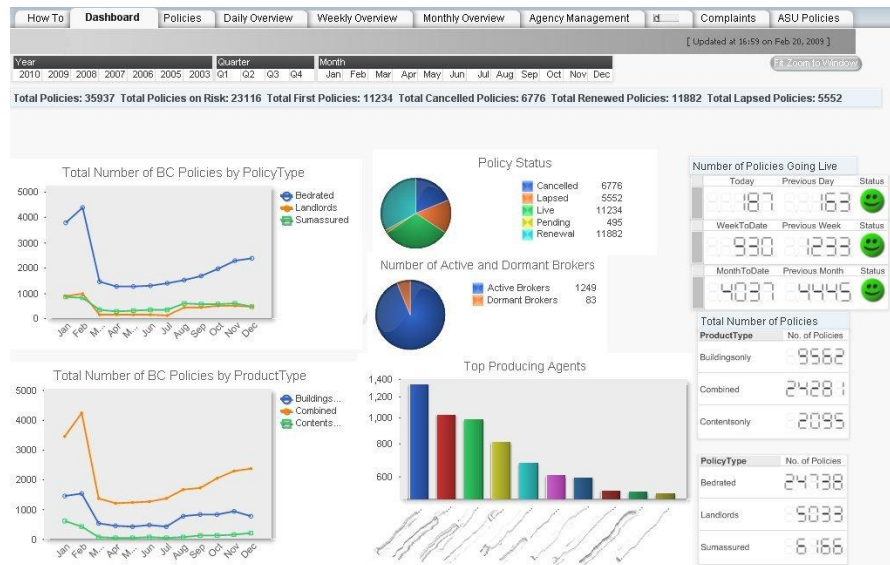 How To Dashboard Policies Daily Overview Weekly Overview Monthly Overview Agency Management Complaints ASU Policies
[ Updated at 16:59 on Feb 20, 2009 ]
Year Quarter Month
2010 2009 2008 2007 2006 2005 2003 Q1 Q2 Q3 Q4 Jan Feb Mar Apr May Jun Jul Aug Sep Oct Nov Dec
Fit Zoom to Window
Total Policies: 35937 Total Policies on Risk: 23116 Total First Policies: 11234 Total Cancelled Policies: 6776 Total Renewed Policies: 11882 Total Lapsed Policies: 5552
Total Number of BC Policies by PolicyType
5000
4000
3000
2000
1000
0
Jan Feb M... Apr M... Jun Jul Aug Sep Oct Nov Dec
Bedrated
Landlords
Sumassured
Policy Status
Cancelled 6776
Lapsed 5552
Live 11234
Pending 495
Renewal 11882
Number of Active and Dormant Brokers
Active Brokers 1249
Dormant Brokers 83
Number of Policies Going Live
Today Previous Day Status
187 163
WeekToDate Previous Week Status
930 1233
MonthToDate Previous Month Status
4037 4445
Total Number of Policies
ProductType No. of Policies
Buildingsonly 9562
Combined 24281
Contentsonly 2095
PolicyType No. of Policies
Bedrated 24738
Landlords 5033
Sumassured 6166
Total Number of BC Policies by ProductType
5000
4000
3000
2000
1000
0
Jan Feb M... Apr M... Jun Jul Aug Sep Oct Nov Dec
Buildings...
Combined
Contents...
Top Producing Agents
1,400
1,200
1,000
800
600